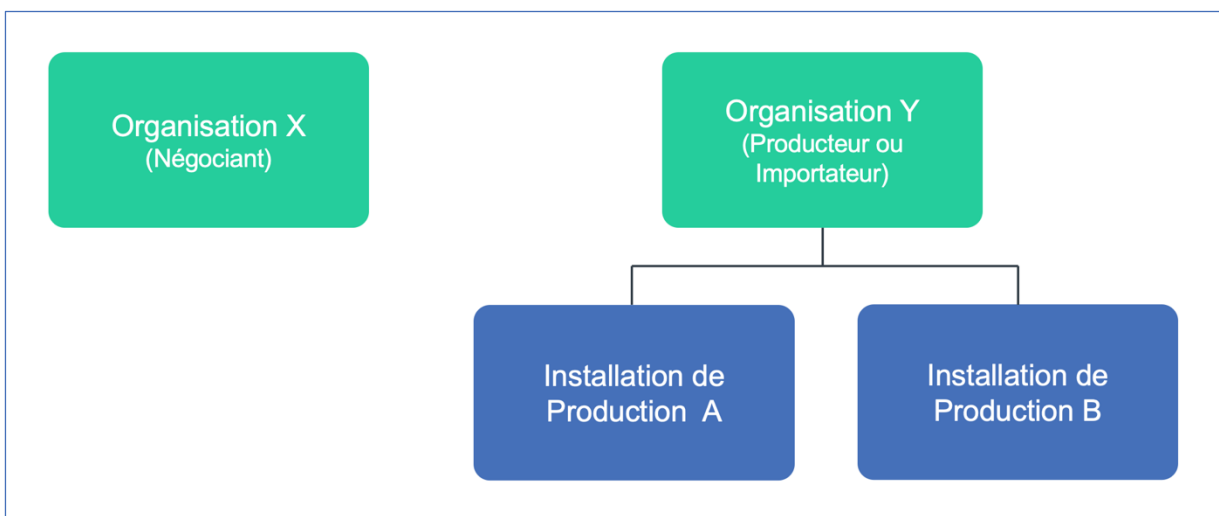 Organisation X
(Négociant)
Organisation Y
(Producteur ou
Importateur)
Installation de
Production A
Installation de
Production B